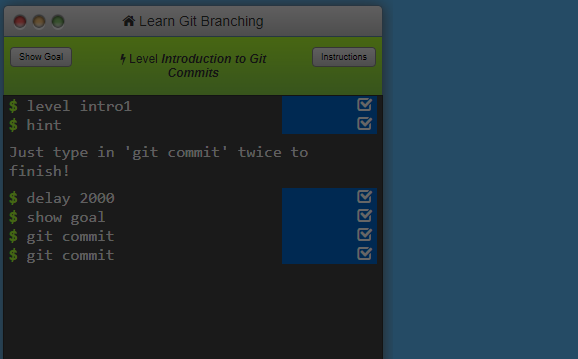 Learn Git Branching
Show Goal
Level Introduction to Git
Commits
Instructions
$ level intro1
$ hint
Just type in 'git commit' twice to
finish!
$ delay 2000
$ show goal
$ git commit
$ git commit